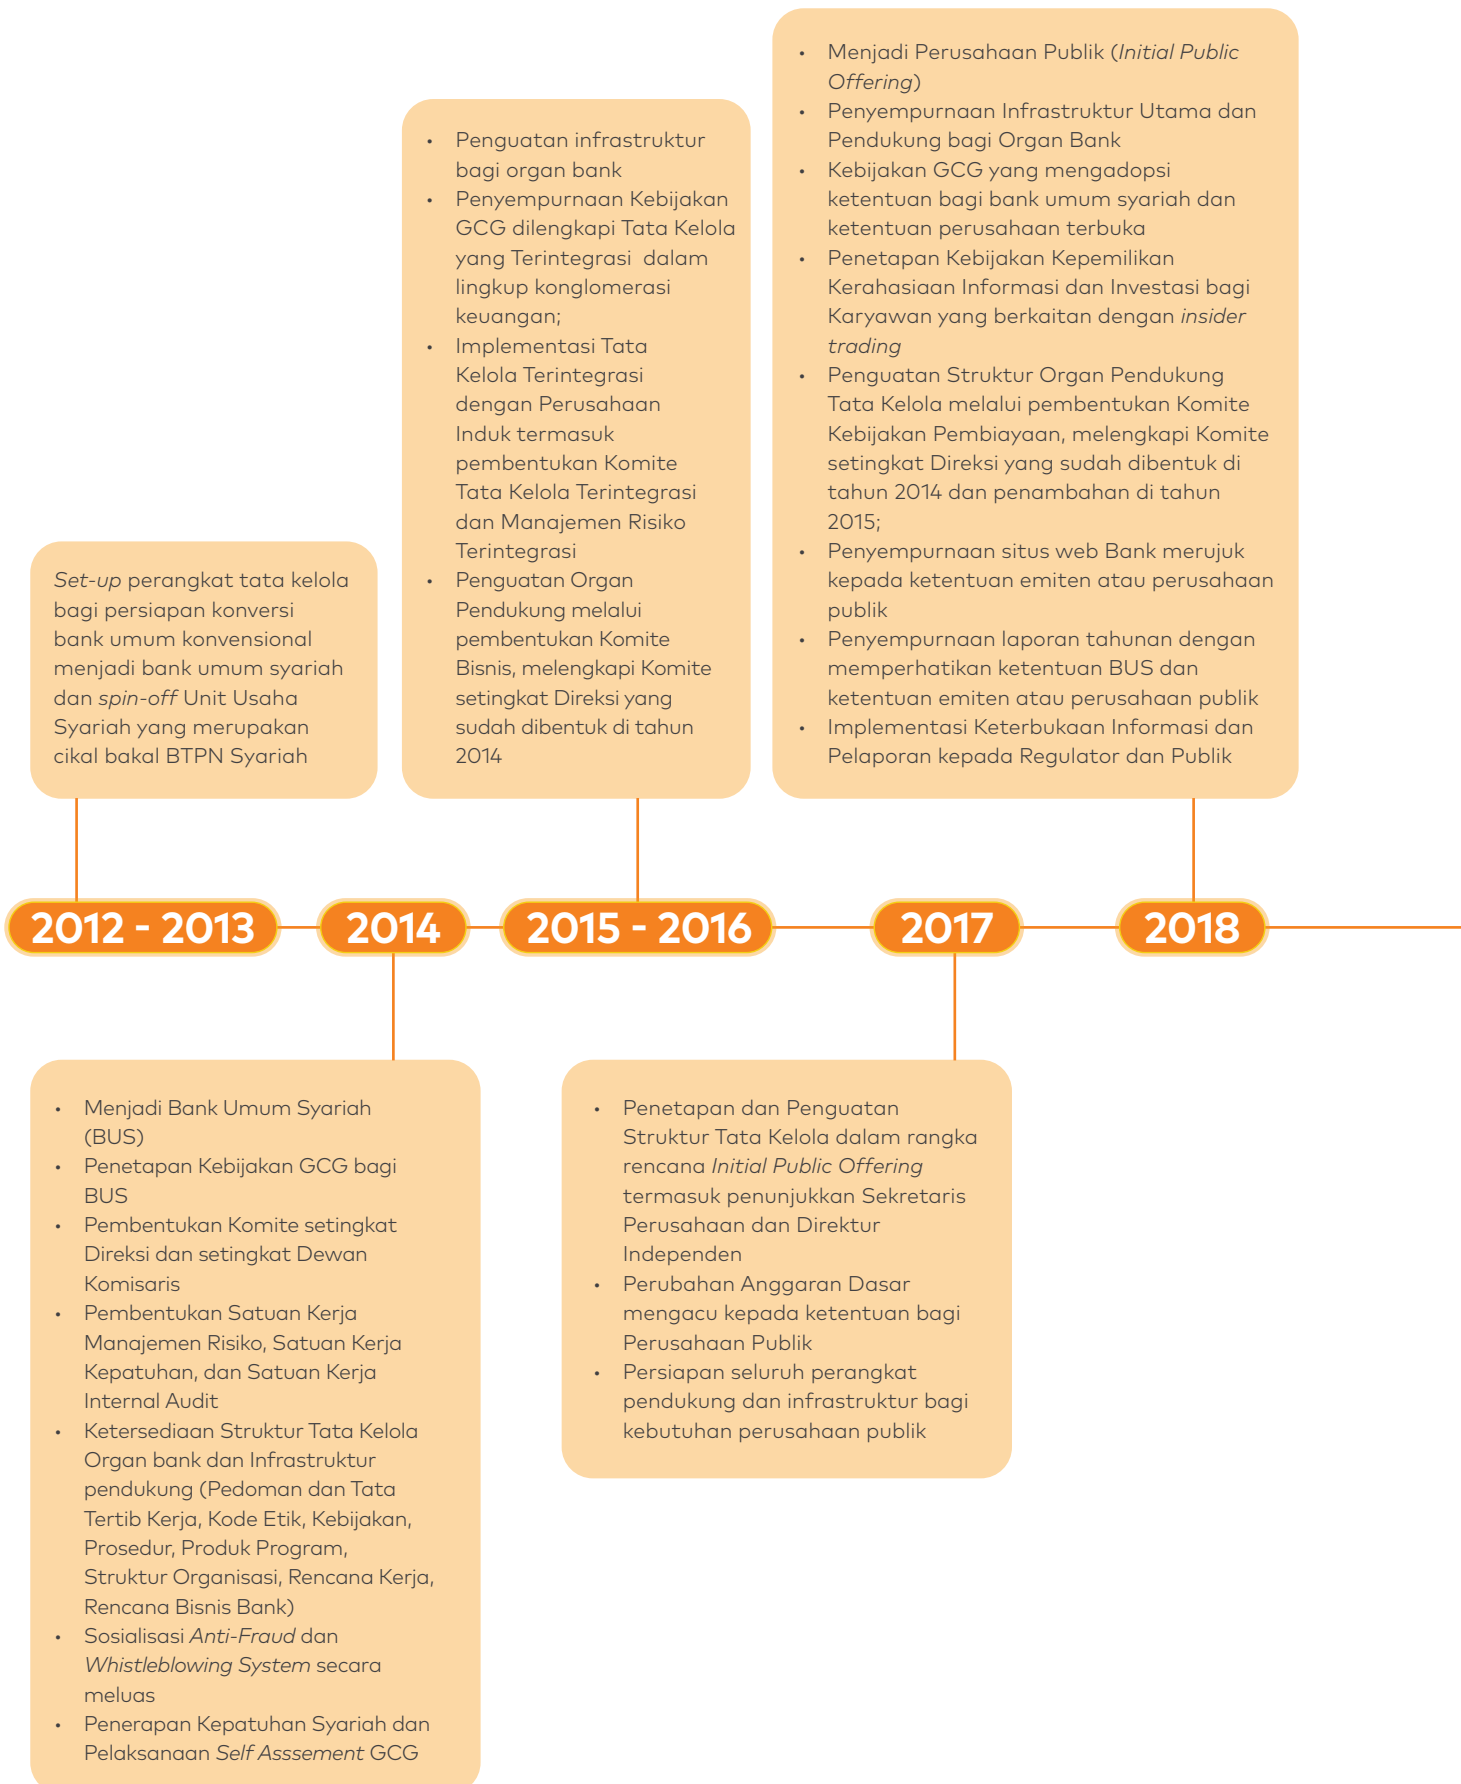 • Menjadi Perusahaan Publik (Initial Public
Offering)
• Penyempurnaan Infrastruktur Utama dan
Pendukung bagi Organ Bank
• Kebijakan GCG yang mengadopsi
ketentuan bagi bank umum syariah dan
ketentuan perusahaan terbuka
• Penetapan Kebijakan Kepemilikan
Kerahasiaan Informasi dan Investasi bagi
Karyawan yang berkaitan dengan insider
trading
• Penguatan Struktur Organ Pendukung
Tata Kelola melalui pembentukan Komite
Kebijakan Pembiayaan, melengkapi Komite
setingkat Direksi yang sudah dibentuk di
tahun 2014 dan penambahan di tahun
2015;
• Penyempurnaan situs web Bank merujuk
kepada ketentuan emiten atau perusahaan
publik
• Penyempurnaan laporan tahunan dengan
memperhatikan ketentuan BUS dan
ketentuan emiten atau perusahaan publik
• Implementasi Keterbukaan Informasi dan
Pelaporan kepada Regulator dan Publik
• Penguatan infrastruktur
bagi organ bank
• Penyempurnaan Kebijakan
GCG dilengkapi Tata Kelola
yang Terintegrasi dalam
lingkup konglomerasi
keuangan;
• Implementasi Tata
Kelola Terintegrasi
dengan Perusahaan
Induk termasuk
pembentukan Komite
Tata Kelola Terintegrasi
dan Manajemen Risiko
Terintegrasi
• Penguatan Organ
Pendukung melalui
pembentukan Komite
Bisnis, melengkapi Komite
setingkat Direksi yang
sudah dibentuk di tahun
2014
Set-up perangkat tata kelola
bagi persiapan konversi
bank umum konvensional
menjadi bank umum syariah
dan spin-off Unit Usaha
Syariah yang merupakan
cikal bakal BTPN Syariah
2012 - 2013
2014
2015 - 2016
2017
2018
• Menjadi Bank Umum Syariah
(BUS)
• Penetapan Kebijakan GCG bagi
BUS
• Pembentukan Komite setingkat
Direksi dan setingkat Dewan
Komisaris
• Pembentukan Satuan Kerja
Manajemen Risiko, Satuan Kerja
Kepatuhan, dan Satuan Kerja
Internal Audit
• Ketersediaan Struktur Tata Kelola
Organ bank dan Infrastruktur
pendukung (Pedoman dan Tata
Tertib Kerja, Kode Etik, Kebijakan,
Prosedur, Produk Program,
Struktur Organisasi, Rencana Kerja,
Rencana Bisnis Bank)
• Sosialisasi Anti-Fraud dan
Whistleblowing System secara
meluas
• Penerapan Kepatuhan Syariah dan
Pelaksanaan Self Asssement GCG
• Penetapan dan Penguatan
Struktur Tata Kelola dalam rangka
rencana Initial Public Offering
termasuk penunjukkan Sekretaris
Perusahaan dan Direktur
Independen
• Perubahan Anggaran Dasar
mengacu kepada ketentuan bagi
Perusahaan Publik
• Persiapan seluruh perangkat
pendukung dan infrastruktur bagi
kebutuhan perusahaan publik